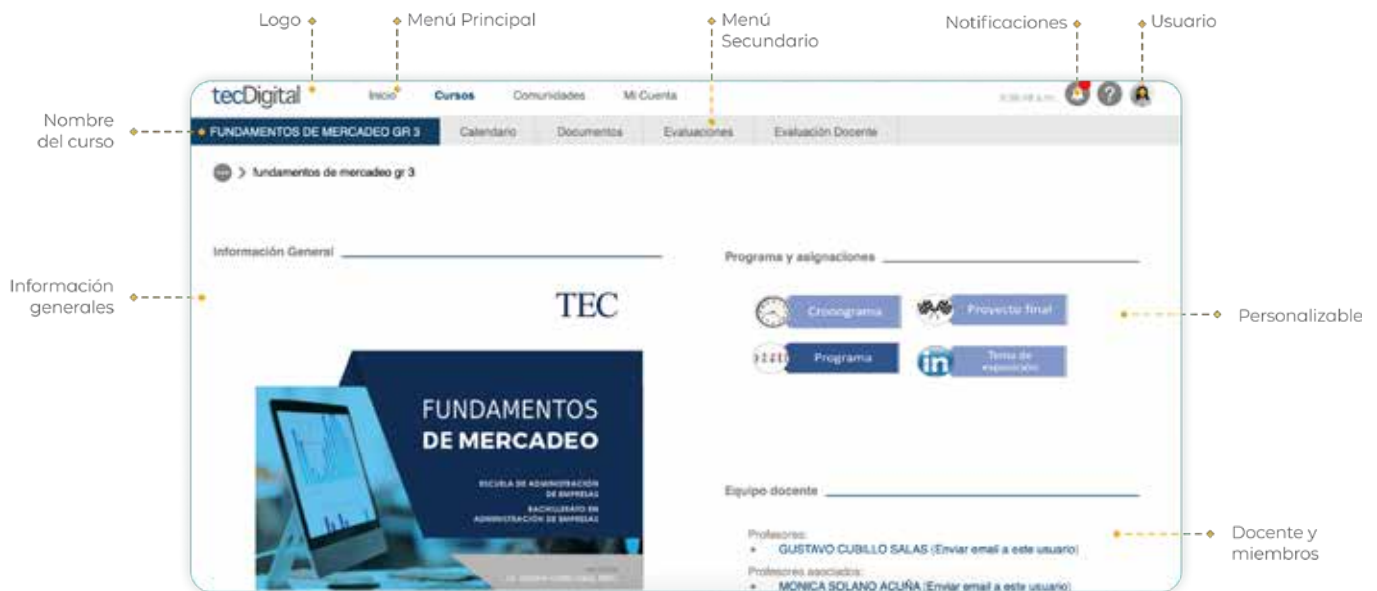 Logo
Menú Principal
Menú
Secundario
Notificaciones
Usuario
tecDigital
Inicio
Cursos
Comunidades
Mi Cuenta
?
Nombre
del curso
FUNDAMENTOS DE MERCADEO GR 3
Calendario
Documentos
Evaluaciones
Evaluación Docente
> fundamentos de mercadeo gr 3
Información General
Programa y asignaciones
Información
generales
TEC
Cronograma
Proyecto final
Programa
in
Tema de
exposición
Personalizable
FUNDAMENTOS
DE MERCADEO
ESCUELA DE ADMINISTRACIÓN
DE EMPRESAS
BACHILLERATO EN
ADMINISTRACIÓN DE EMPRESAS
Equipo docente
Profesores:
GUSTAVO CUBILLO SALAS (Enviar email a este usuario)
Profesores asociados:
MONICA SOLANO ACUÑA (Enviar email a este usuario)
Docente y
miembros